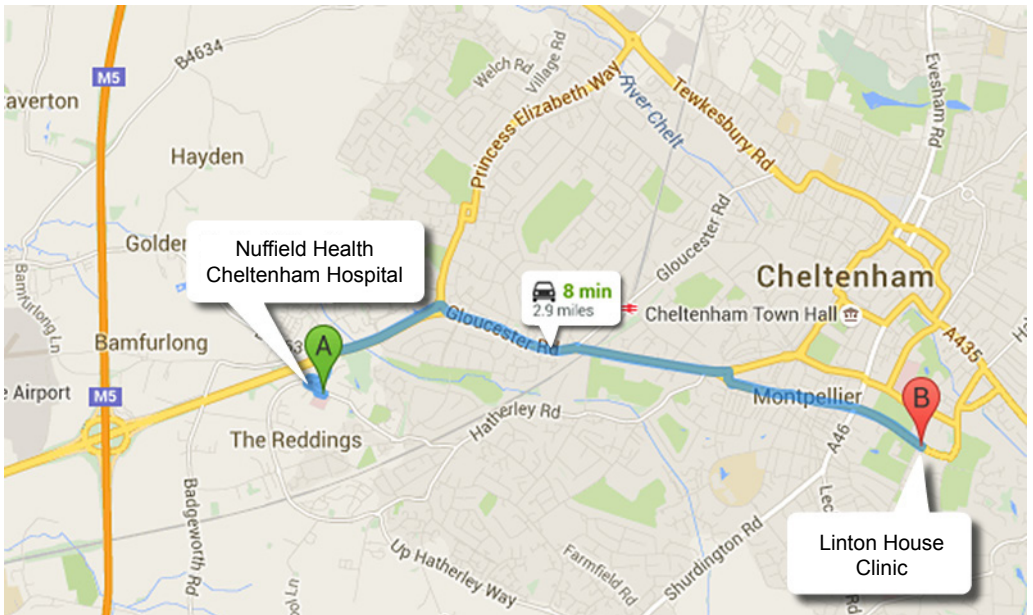 B4634
M5
Welch Rd
Village Rd
Princess Elizabeth Way
River Chelt
Tewkesbury Rd
Evesham Rd
averton
Hayden
Nuffield Health
Cheltenham Hospital
Golde
Gloucester Rd
Cheltenham
8 min
2.9 miles
Cheltenham Town Hall
A435
Bamfurlong Ln
Bamfurlong
Gloucester Rd
A
e Airport
M5
Montpellier
B
Hatherley Rd
The Reddings
A46
Badgeworth Rd
Shurdington Rd
Up Hatherley Way
Farmfield Rd
Linton House
Clinic